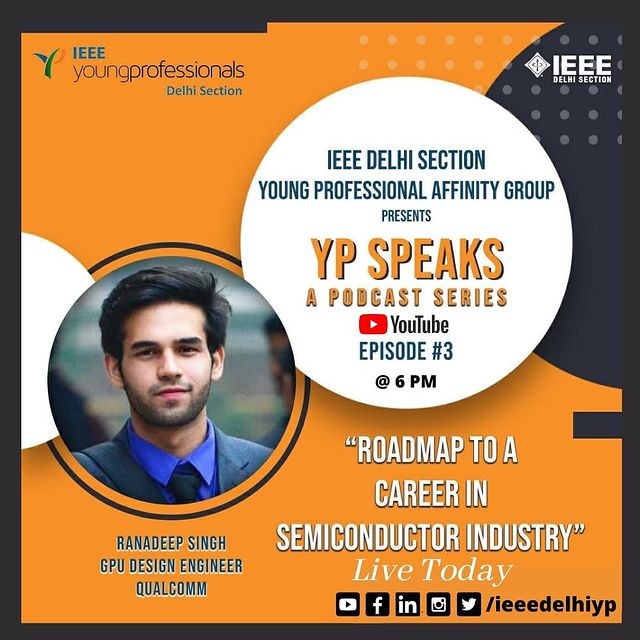 IEEE
youngprofessionals
Delhi Section
IEEE
DELHI SECTION
IEEE DELHI SECTION
YOUNG PROFESSIONAL AFFINITY GROUP
PRESENTS
YP SPEAKS
A PODCAST SERIES
YouTube
EPISODE #3
@ 6 PM
“ROADMAP TO A
CAREER IN
SEMICONDUCTOR INDUSTRY”
Live Today
RANADEEP SINGH
GPU DESIGN ENGINEER
QUALCOMM
/ieeedelhiyp